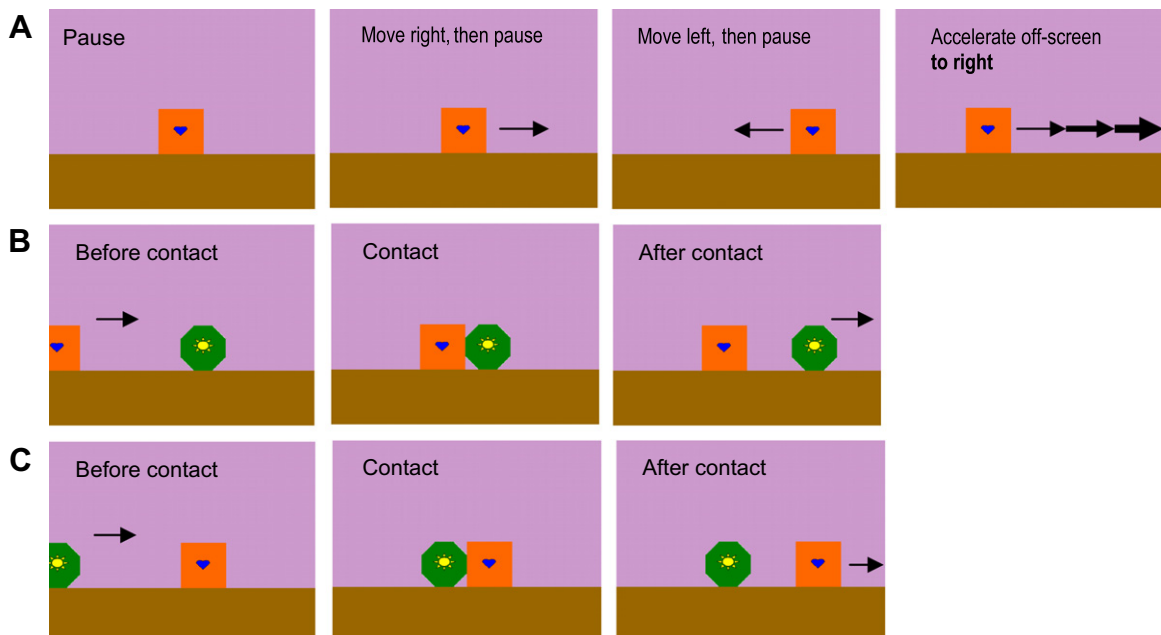 A
Pause
Move right, then pause
Move left, then pause
Accelerate off-screen
to right
B
Before contact
Contact
After contact
C
Before contact
Contact
After contact